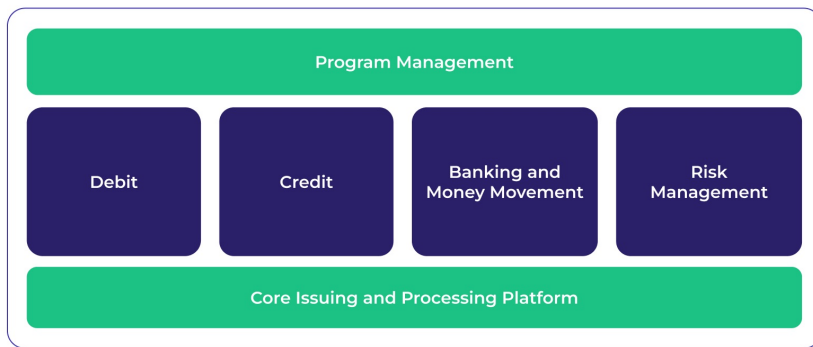 Program Management
Debit
Credit
Banking and
Money Movement
Risk
Management
Core Issuing and Processing Platform